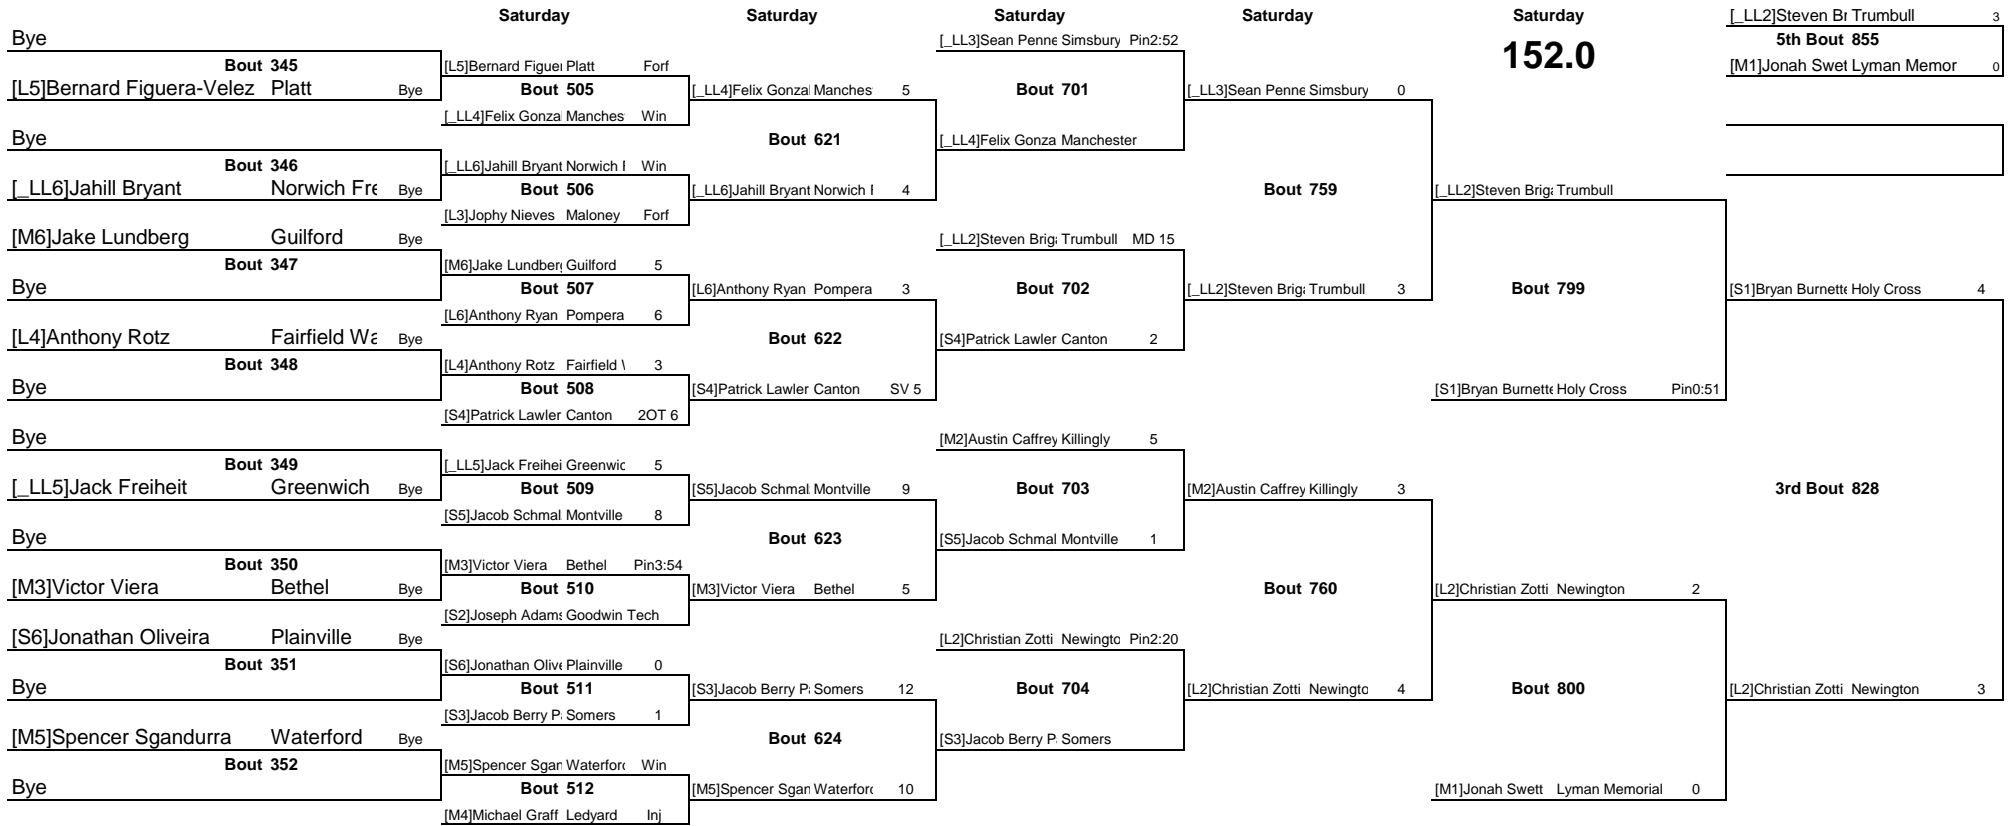 Saturday Saturday Saturday Saturday Saturday
152.0
[_LL2]Steven Br Trumbull 3
5th Bout 855
[M1]Jonah Swet Lyman Memor 0
Bye
Bout 345
[L5]Bernard Figuera-Velez Platt Bye
Bye
Bout 346
[_LL6]Jahill Bryant Norwich Fre Bye
[M6]Jake Lundberg Guilford Bye
Bout 347
Bye
[L4]Anthony Rotz Fairfield Wa Bye
Bout 348
Bye
Bye
Bout 349
[_LL5]Jack Freiheit Greenwich Bye
Bye
Bout 350
[M3]Victor Viera Bethel Bye
[S6]Jonathan Oliveira Plainville Bye
Bout 351
Bye
[M5]Spencer Sgandurra Waterford Bye
Bout 352
Bye
[L5]Bernard Figuer Platt Forf
Bout 505
[_LL4]Felix Gonzal Manches Win
[_LL6]Jahill Bryant Norwich F Win
Bout 506
[L3]Jophy Nieves Maloney Forf
[M6]Jake Lundberg Guilford 5
Bout 507
[L6]Anthony Ryan Pompera 6
[L4]Anthony Rotz Fairfield W 3
Bout 508
[S4]Patrick Lawler Canton 2OT 6
[_LL5]Jack Freihei Greenwic 5
Bout 509
[S5]Jacob Schmal Montville 8
[M3]Victor Viera Bethel Pin3:54
Bout 510
[S2]Joseph Adams Goodwin Tech
[S6]Jonathan Olive Plainville 0
Bout 511
[S3]Jacob Berry P Somers 1
[M5]Spencer Sgan Waterford Win
Bout 512
[M4]Michael Graff Ledyard Inj
[_LL4]Felix Gonzal Manches 5
Bout 621
[_LL6]Jahill Bryant Norwich F 4
[L6]Anthony Ryan Pompera 3
Bout 622
[S4]Patrick Lawler Canton SV 5
[S5]Jacob Schmal Montville 9
Bout 623
[M3]Victor Viera Bethel 5
[S3]Jacob Berry P Somers 12
Bout 624
[M5]Spencer Sgan Waterford 10
[_LL3]Sean Penne Simsbury Pin2:52
Bout 701
[_LL4]Felix Gonza Manchester
[_LL2]Steven Brig Trumbull MD 15
Bout 702
[S4]Patrick Lawler Canton 2
[M2]Austin Caffrey Killingly 5
Bout 703
[S5]Jacob Schmal Montville 1
[L2]Christian Zotti Newingto Pin2:20
Bout 704
[S3]Jacob Berry P Somers
[_LL3]Sean Penne Simsbury 0
Bout 759
[_LL2]Steven Brig Trumbull 3
[M2]Austin Caffrey Killingly 3
Bout 760
[L2]Christian Zotti Newingto 4
[_LL2]Steven Briga Trumbull
Bout 799
[S1]Bryan Burnette Holy Cross Pin0:51
[L2]Christian Zotti Newington 2
Bout 800
[M1]Jonah Swett Lyman Memorial 0
[S1]Bryan Burnette Holy Cross 4
3rd Bout 828
[L2]Christian Zotti Newington 3